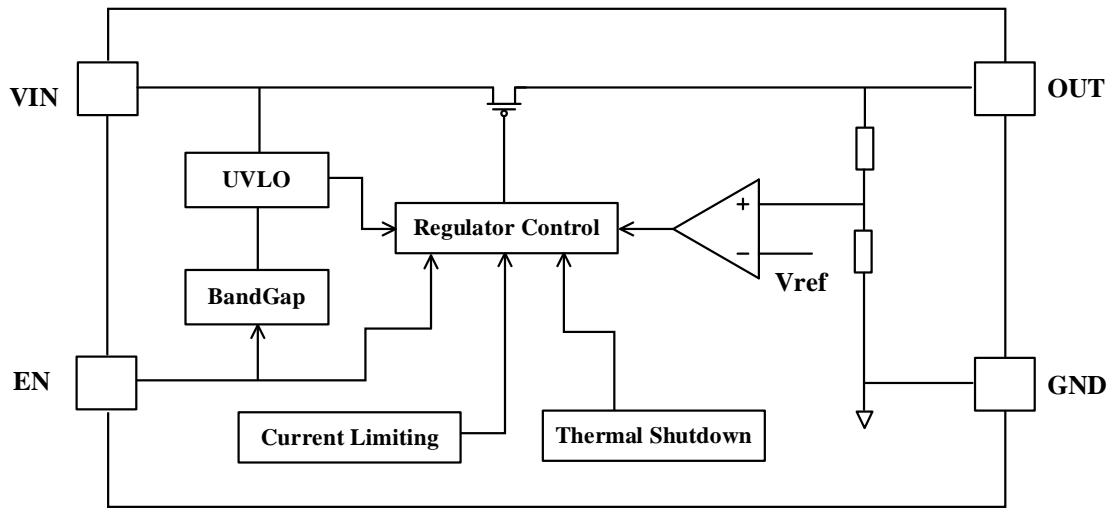 VIN
OUT
UVLO
Regulator Control
+
−
Vref
BandGap
EN
GND
Current Limiting
Thermal Shutdown